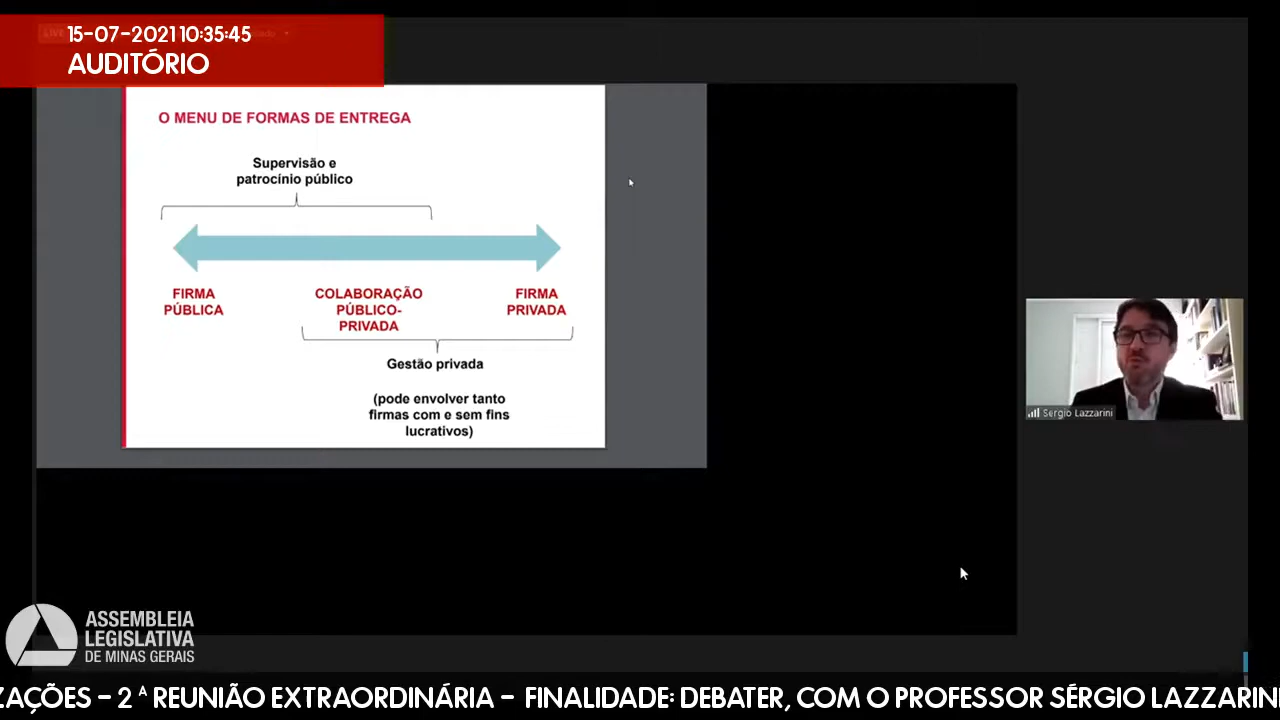 15-07-2021 10:35:45
AUDITÓRIO
O MENU DE FORMAS DE ENTREGA
Supervisão e
patrocínio público
FIRMA
PÚBLICA
COLABORAÇÃO
PÚBLICO-
PRIVADA
FIRMA
PRIVADA
Gestão privada
(pode envolver tanto
firmas com e sem fins
lucrativos)
Sergio Lazzarini
ASSEMBLEIA
LEGISLATIVA
DE MINAS GERAIS
ZAÇÕES - 2ª REUNIÃO EXTRAORDINÁRIA - FINALIDADE: DEBATER, COM O PROFESSOR SÉRGIO LAZZARINI